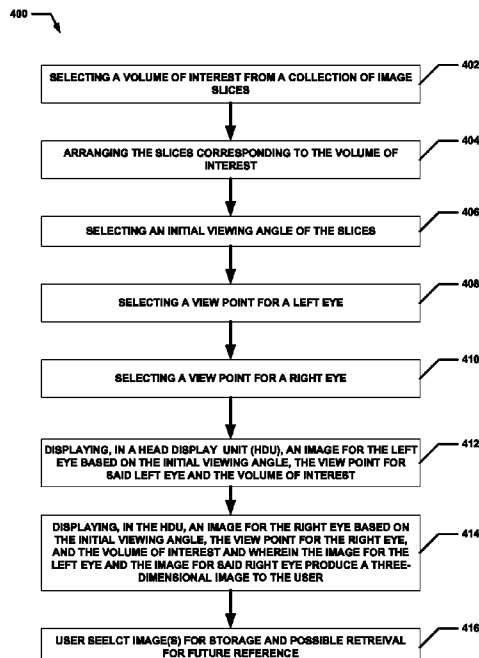 400
402
SELECTING A VOLUME OF INTEREST FROM A COLLECTION OF IMAGE
SLICES
404
ARRANGING THE SLICES CORRESPONDING TO THE VOLUME OF
INTEREST
406
SELECTING AN INITIAL VIEWING ANGLE OF THE SLICES
408
SELECTING A VIEW POINT FOR A LEFT EYE
410
SELECTING A VIEW POINT FOR A RIGHT EYE
412
DISPLAYING, IN A HEAD DISPLAY UNIT (HDU), AN IMAGE FOR THE LEFT
EYE BASED ON THE INITIAL VIEWING ANGLE, THE VIEW POINT FOR
SAID LEFT EYE AND THE VOLUME OF INTEREST
414
DISPLAYING, IN THE HDU, AN IMAGE FOR THE RIGHT EYE BASED ON
THE INITIAL VIEWING ANGLE, THE VIEW POINT FOR THE RIGHT EYE,
AND THE VOLUME OF INTEREST AND WHEREIN THE IMAGE FOR THE
LEFT EYE AND THE IMAGE FOR SAID RIGHT EYE PRODUCE A THREE-
DIMENSIONAL IMAGE TO THE USER
416
USER SEELCT IMAGE(S) FOR STORAGE AND POSSIBLE RETREIVAL
FOR FUTURE REFERENCE